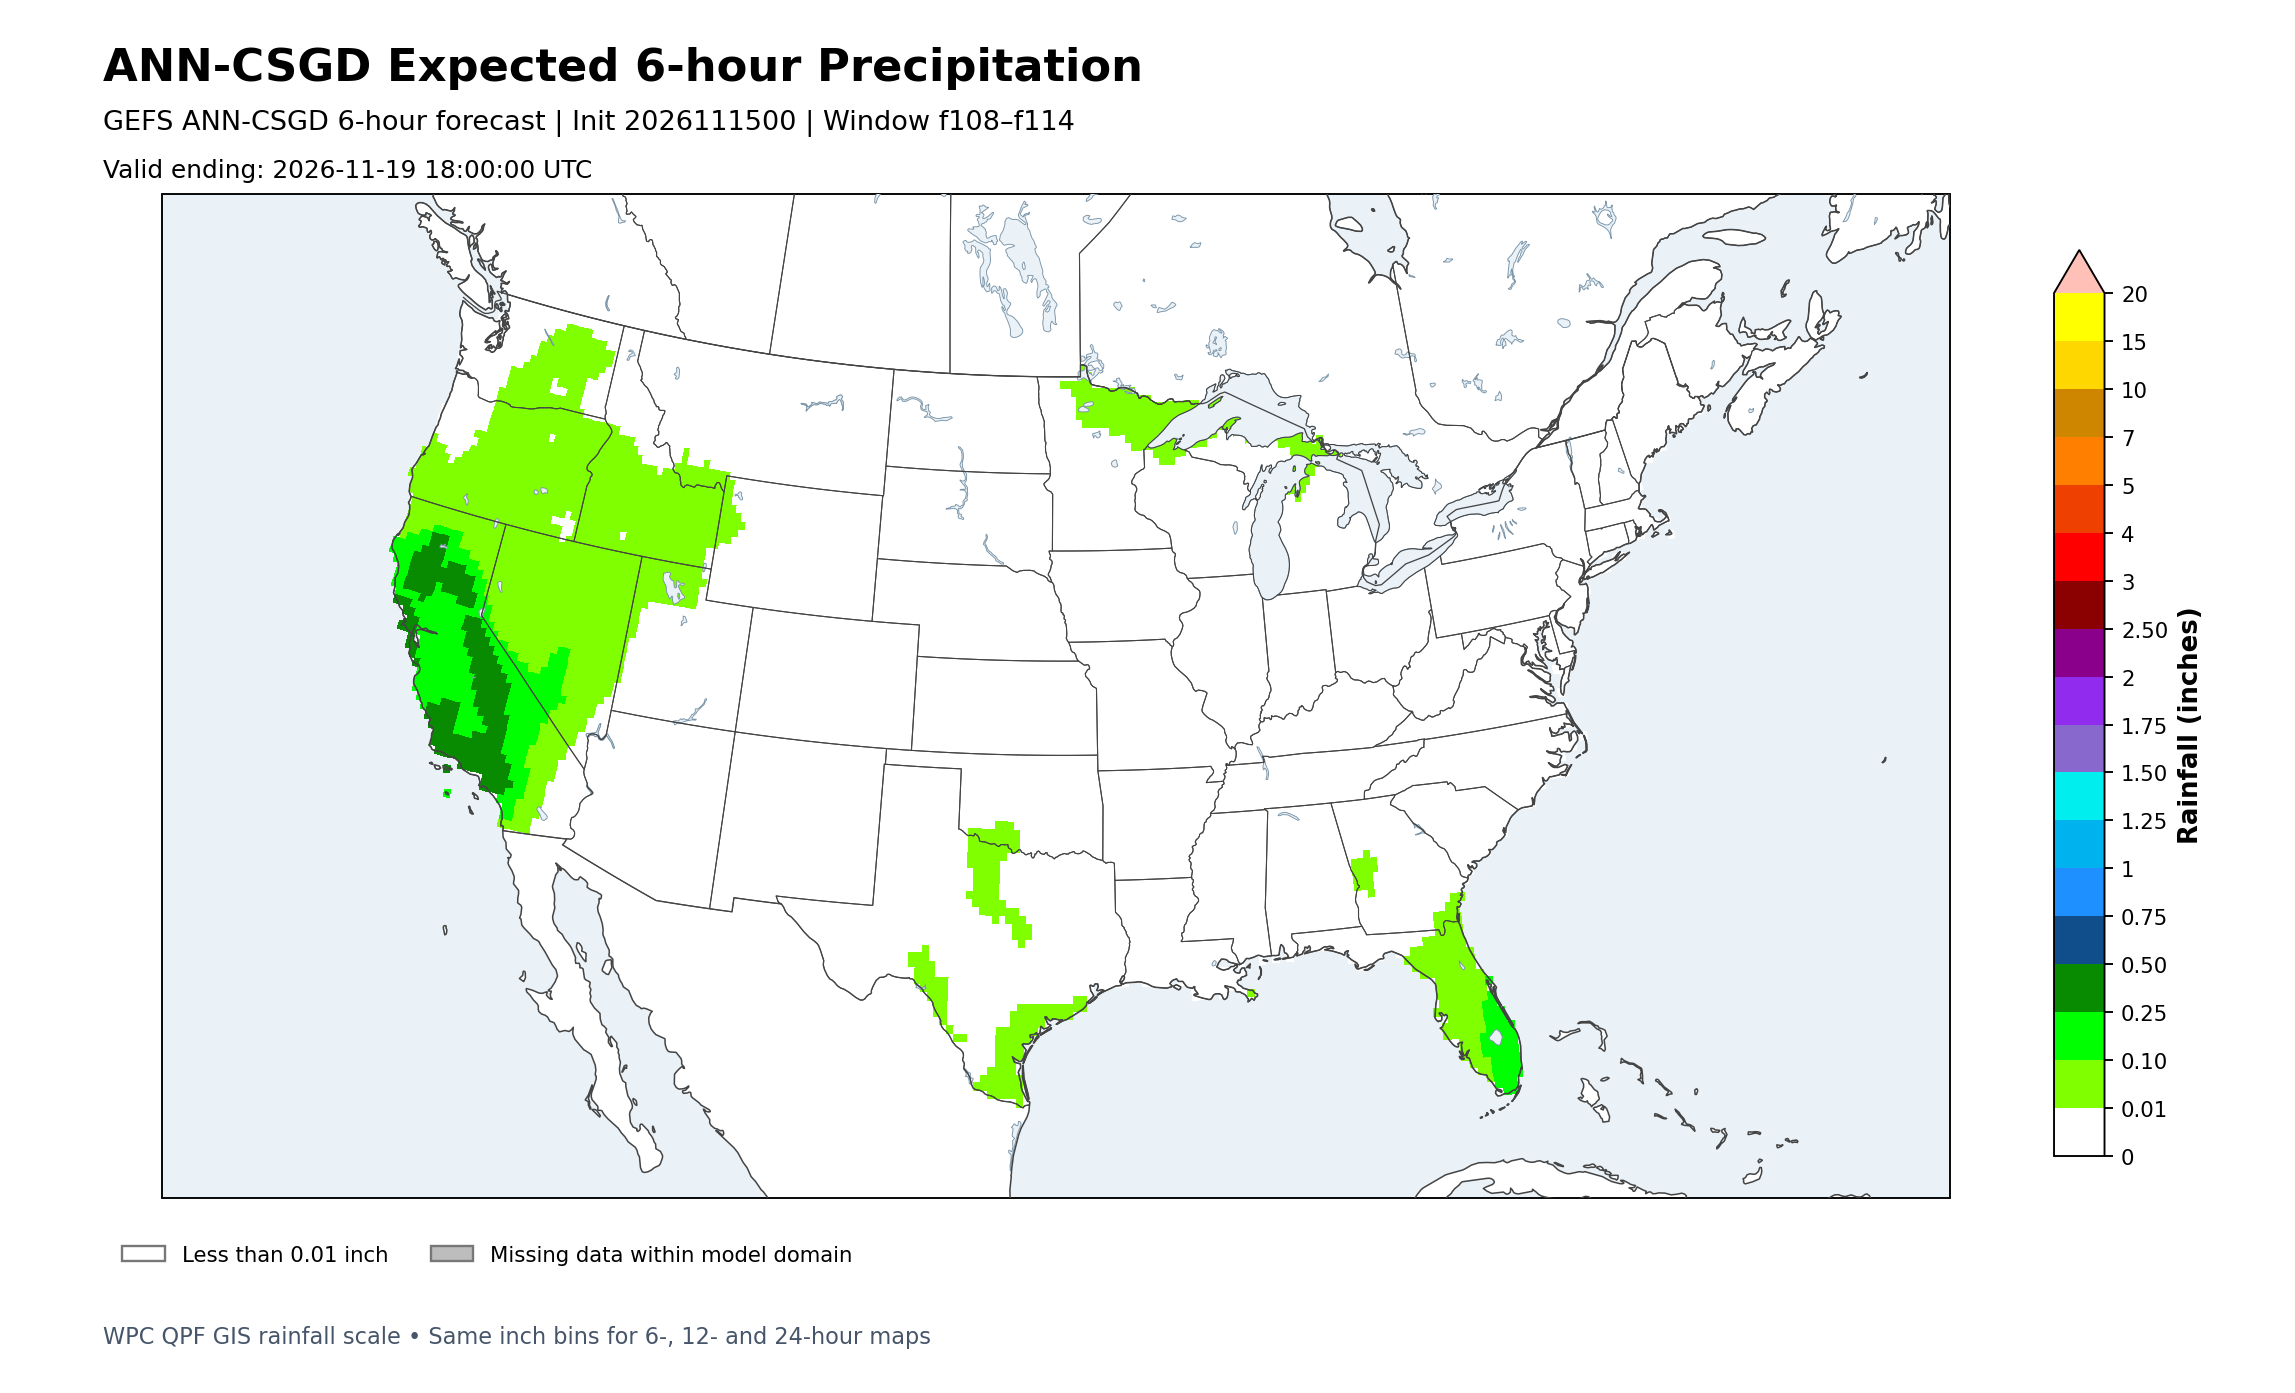 ANN-CSGD Expected 6-hour Precipitation
GEFS ANN-CSGD 6-hour forecast | Init 2026111500 | Window f108–f114
Valid ending: 2026-11-19 18:00:00 UTC
20
15
10
7
5
4
3
2.50
2
1.75
1.50
1.25
1
0.75
0.50
0.25
0.10
0.01
0
Rainfall (inches)
Less than 0.01 inch
Missing data within model domain
WPC QPF GIS rainfall scale • Same inch bins for 6-, 12- and 24-hour maps